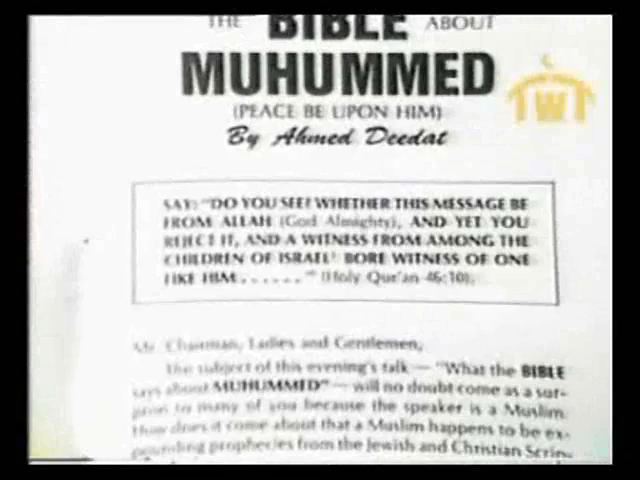 THE BIBLE ABOUT
MUHUMMED
(PEACE BE UPON HIM)
By Ahmed Deedat
SAY: "DO YOU SEE? WHETHER THIS MESSAGE BE
FROM ALLAH (God Almighty), AND YET YOU
REJECT IT, AND A WITNESS FROM AMONG THE
CHILDREN OF ISRAEL¹ BORE WITNESS OF ONE
LIKE HIM......" (Holy Qur'an 46:10).
Mr. Chairman, Ladies and Gentlemen,
The subject of this evening's talk — "What the BIBLE
says about MUHUMMED" — will no doubt come as a sur-
prise to many of you because the speaker is a Muslim.
How does it come about that a Muslim happens to be ex-
pounding prophecies from the Jewish and Christian Scrip-